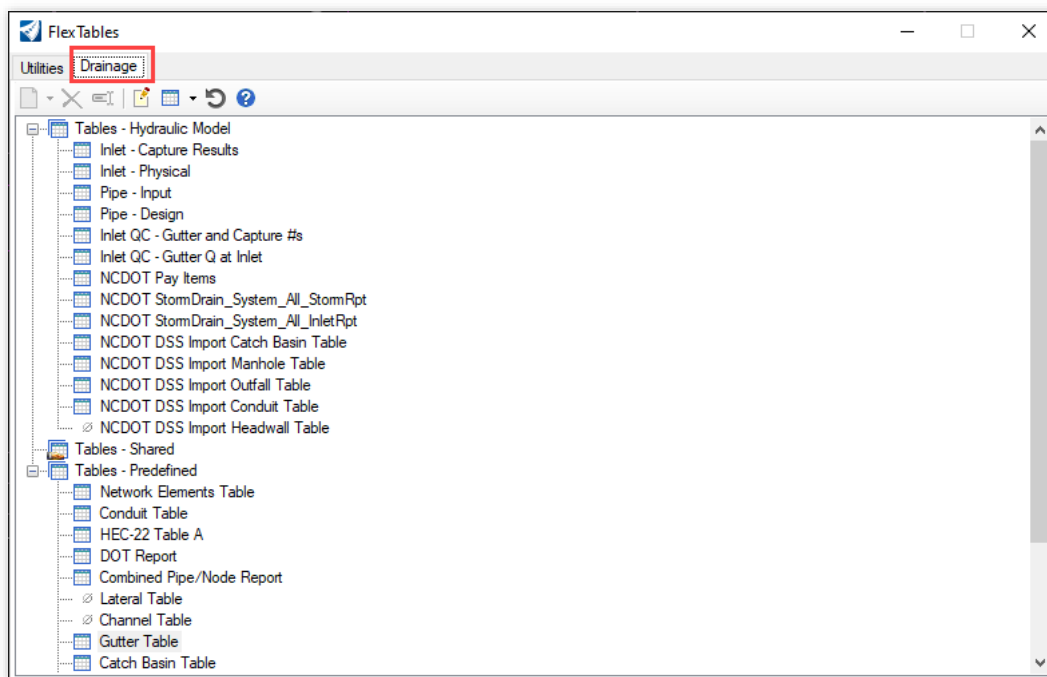 FlexTables
Utilities Drainage
Tables - Hydraulic Model
Inlet - Capture Results
Inlet - Physical
Pipe - Input
Pipe - Design
Inlet QC - Gutter and Capture #s
Inlet QC - Gutter Q at Inlet
NCDOT Pay Items
NCDOT StormDrain_System_All_StormRpt
NCDOT StormDrain_System_All_InletRpt
NCDOT DSS Import Catch Basin Table
NCDOT DSS Import Manhole Table
NCDOT DSS Import Outfall Table
NCDOT DSS Import Conduit Table
NCDOT DSS Import Headwall Table
Tables - Shared
Tables - Predefined
Network Elements Table
Conduit Table
HEC-22 Table A
DOT Report
Combined Pipe/Node Report
Lateral Table
Channel Table
Gutter Table
Catch Basin Table